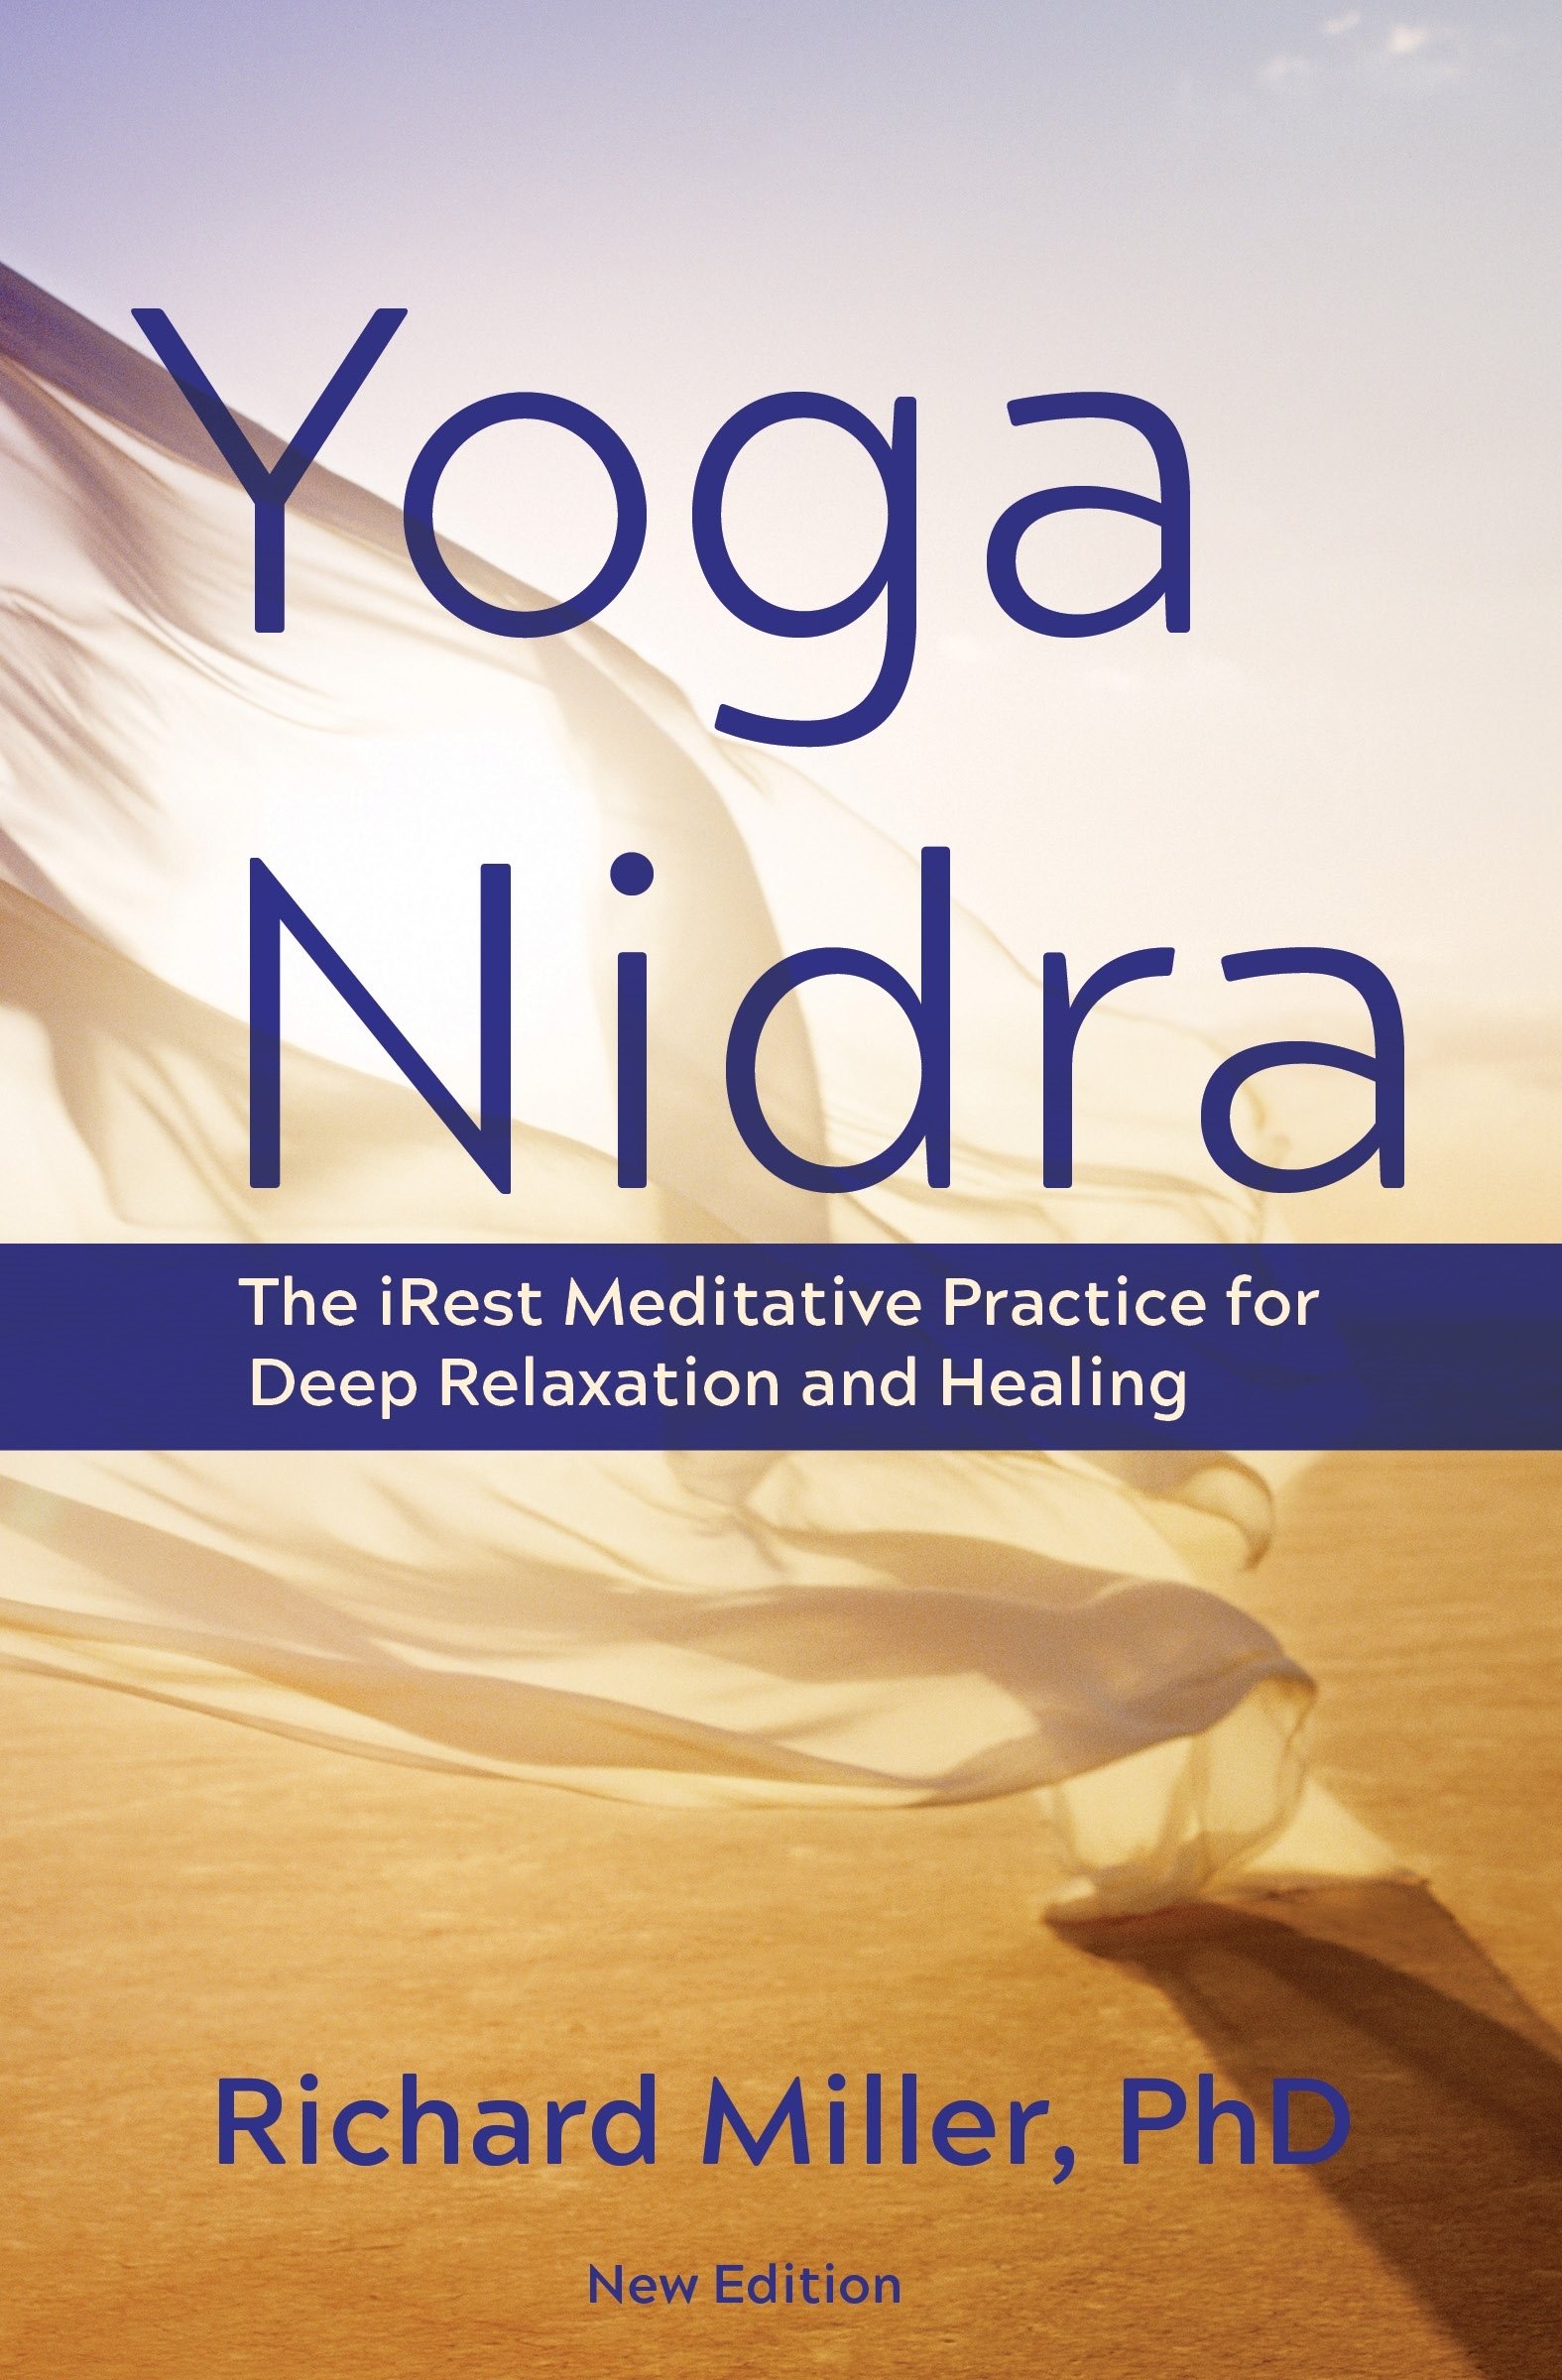 Yoga
Nidra
The iRest Meditative Practice for
Deep Relaxation and Healing
Richard Miller, PhD
New Edition